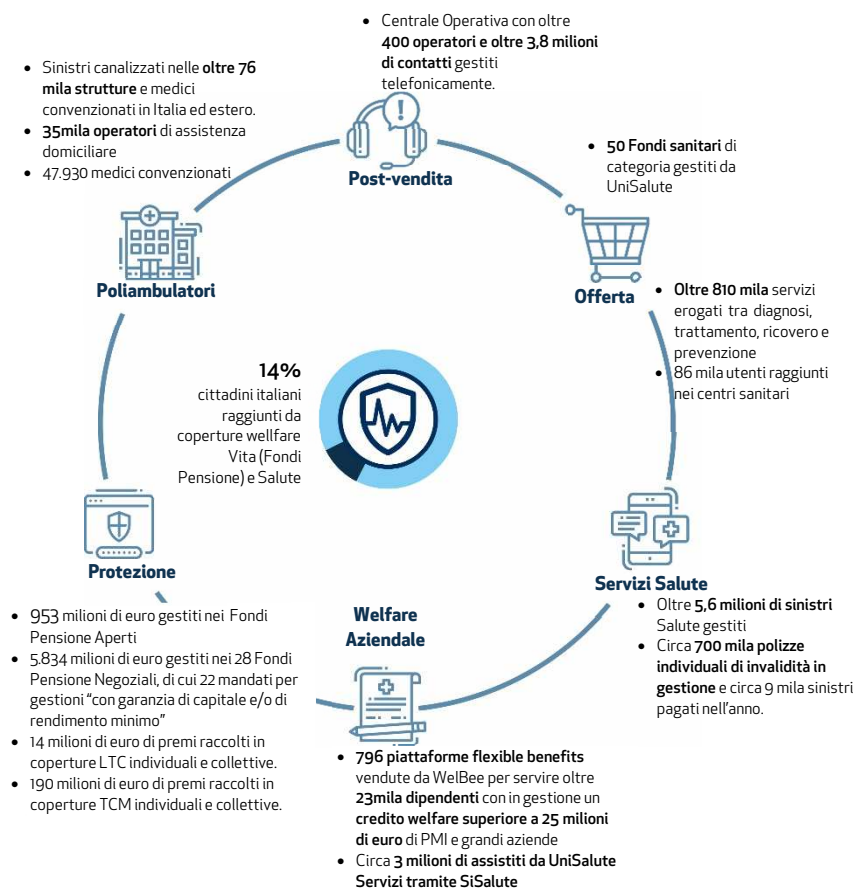 • Centrale Operativa con oltre
400 operatori e oltre 3,8 milioni
di contatti gestiti
telefonicamente.
Post-vendita
• 50 Fondi sanitari di
categoria gestiti da
UniSalute
Offerta
• Oltre 810 mila servizi
erogati tra diagnosi,
trattamento, ricovero e
prevenzione
• 86 mila utenti raggiunti
nei centri sanitari
Servizi Salute
• Oltre 5,6 milioni di sinistri
Salute gestiti
• Circa 700 mila polizze
individuali di invalidità in
gestione e circa 9 mila sinistri
pagati nell'anno.
Welfare
Aziendale
• 796 piattaforme flexible benefits
vendute da WelBee per servire oltre
23mila dipendenti con in gestione un
credito welfare superiore a 25 milioni
di euro di PMI e grandi aziende
• Circa 3 milioni di assistiti da UniSalute
Servizi tramite SiSalute
Protezione
• 953 milioni di euro gestiti nei Fondi
Pensione Aperti
• 5.834 milioni di euro gestiti nei 28 Fondi
Pensione Negoziali, di cui 22 mandati per
gestioni "con garanzia di capitale e/o di
rendimento minimo"
• 14 milioni di euro di premi raccolti in
coperture LTC individuali e collettive.
• 190 milioni di euro di premi raccolti in
coperture TCM individuali e collettive.
• Sinistri canalizzati nelle oltre 76
mila strutture e medici
convenzionati in Italia ed estero.
• 35mila operatori di assistenza
domiciliare
• 47.930 medici convenzionati
Poliambulatori
14%
cittadini italiani
raggiunti da
coperture wellfare
Vita (Fondi
Pensione) e Salute